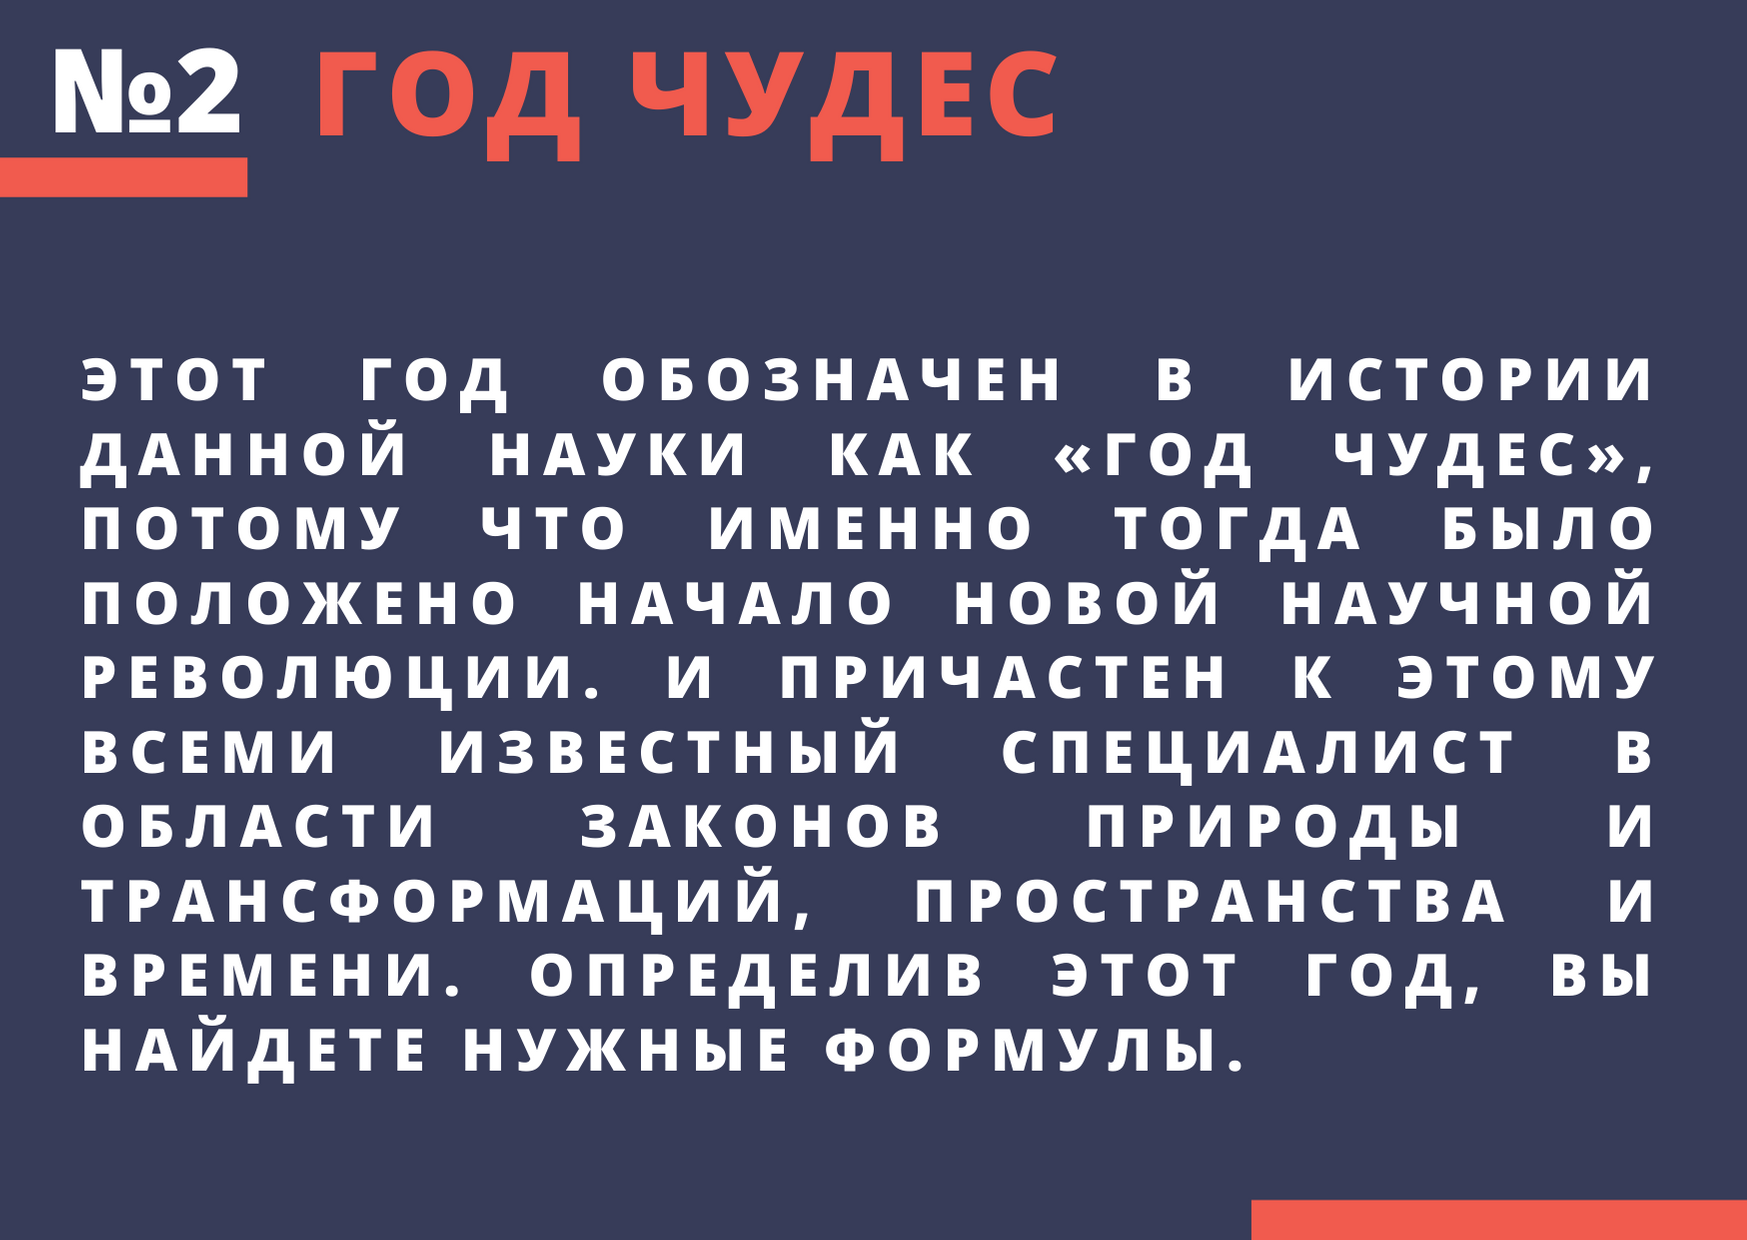 №2 ГОД ЧУДЕС
ЭТОТ ГОД ОБОЗНАЧЕН В ИСТОРИИ
ДАННОЙ НАУКИ КАК «ГОД ЧУДЕС»,
ПОТОМУ ЧТО ИМЕННО ТОГДА БЫЛО
ПОЛОЖЕНО НАЧАЛО НОВОЙ НАУЧНОЙ
РЕВОЛЮЦИИ. И ПРИЧАСТЕН К ЭТОМУ
ВСЕМИ ИЗВЕСТНЫЙ СПЕЦИАЛИСТ В
ОБЛАСТИ ЗАКОНОВ ПРИРОДЫ И
ТРАНСФОРМАЦИЙ, ПРОСТРАНСТВА И
ВРЕМЕНИ. ОПРЕДЕЛИВ ЭТОТ ГОД, ВЫ
НАЙДЕТЕ НУЖНЫЕ ФОРМУЛЫ.